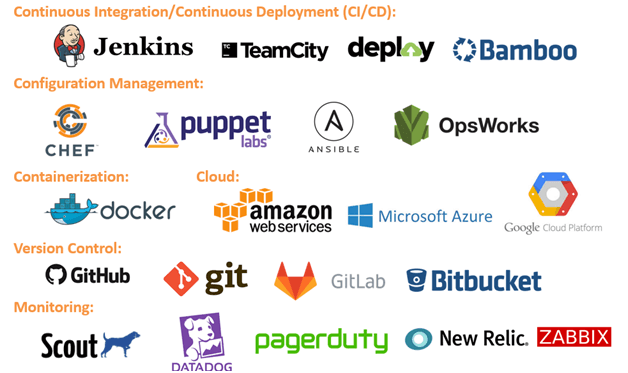 Continuous Integration/Continuous Deployment (CI/CD):
Jenkins TC TeamCity deploy Bamboo
Configuration Management:
CHEF™ puppet labs® ANSIBLE OpsWorks
Containerization: Cloud:
docker amazon web services Microsoft Azure Google Cloud Platform
Version Control:
GitHub git GitLab Bitbucket
Monitoring:
Scout DATADOG pagerduty New Relic® ZABBIX